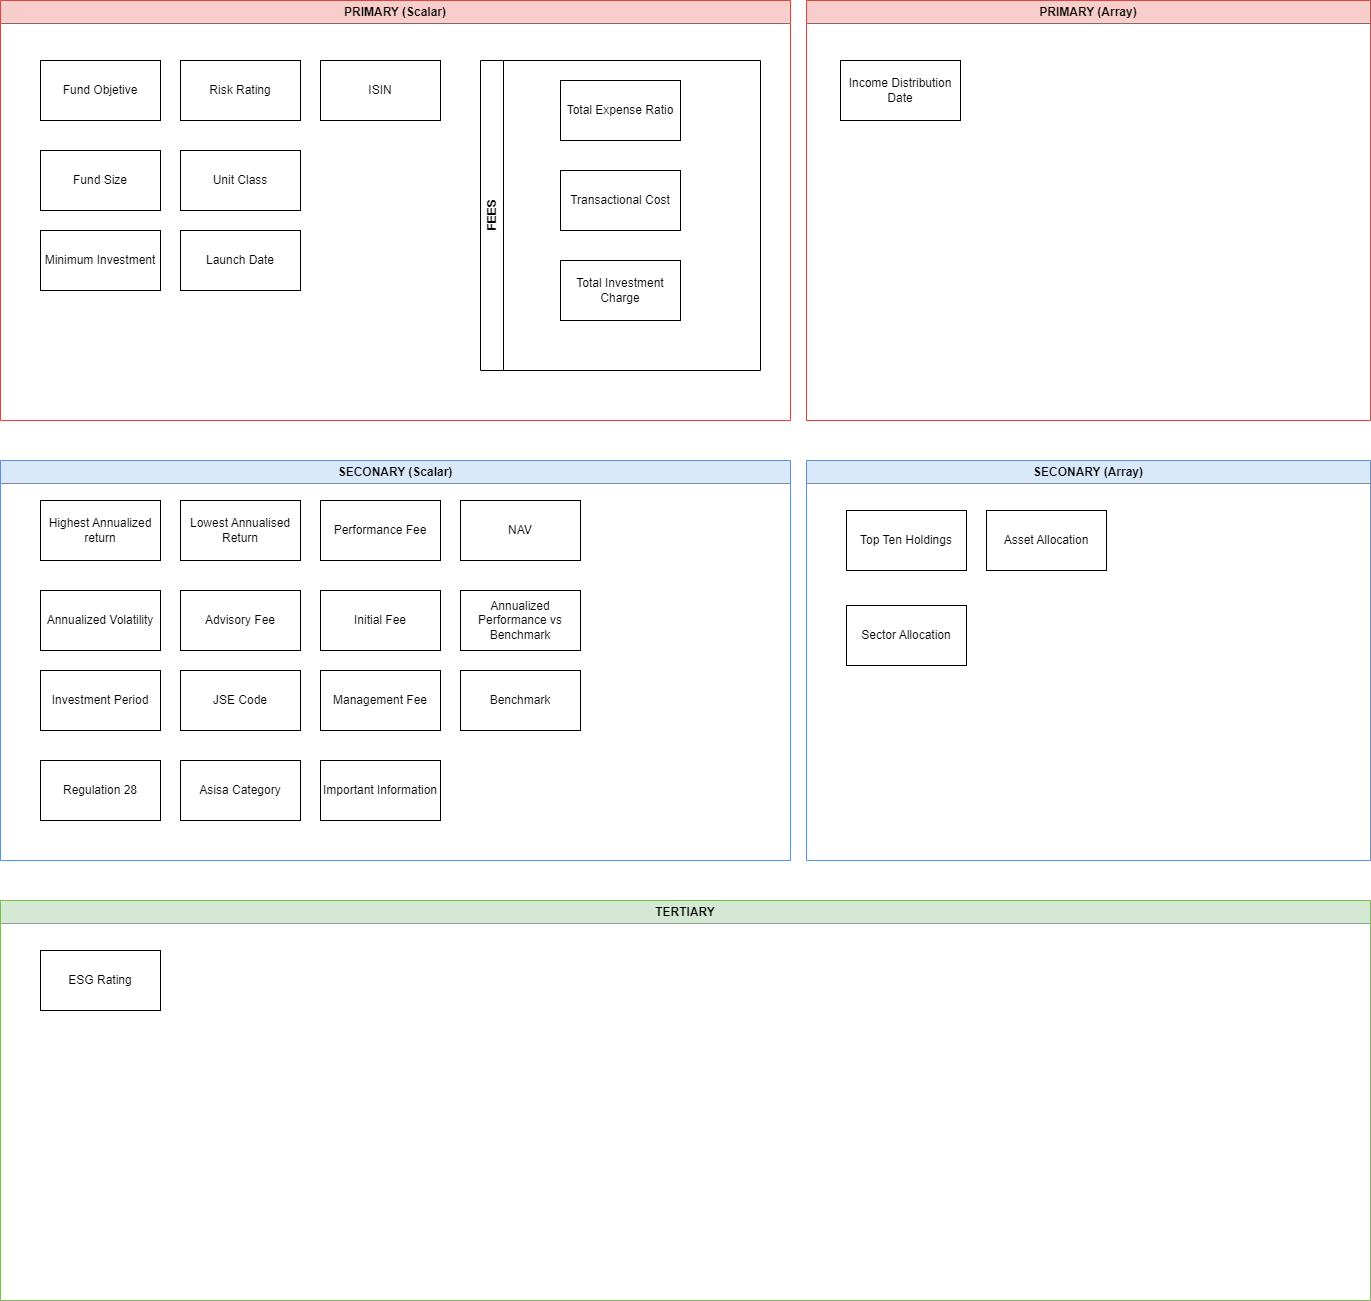 PRIMARY (Scalar)
Fund Objetive
Risk Rating
ISIN
Fund Size
Unit Class
Minimum Investment
Launch Date
FEES
Total Expense Ratio
Transactional Cost
Total Investment
Charge
PRIMARY (Array)
Income Distribution
Date
SECONARY (Scalar)
Highest Annualized
return
Lowest Annualised
Return
Performance Fee
NAV
Annualized Volatility
Advisory Fee
Initial Fee
Annualized
Performance vs
Benchmark
Investment Period
JSE Code
Management Fee
Benchmark
Regulation 28
Asisa Category
Important Information
SECONARY (Array)
Top Ten Holdings
Asset Allocation
Sector Allocation
TERTIARY
ESG Rating